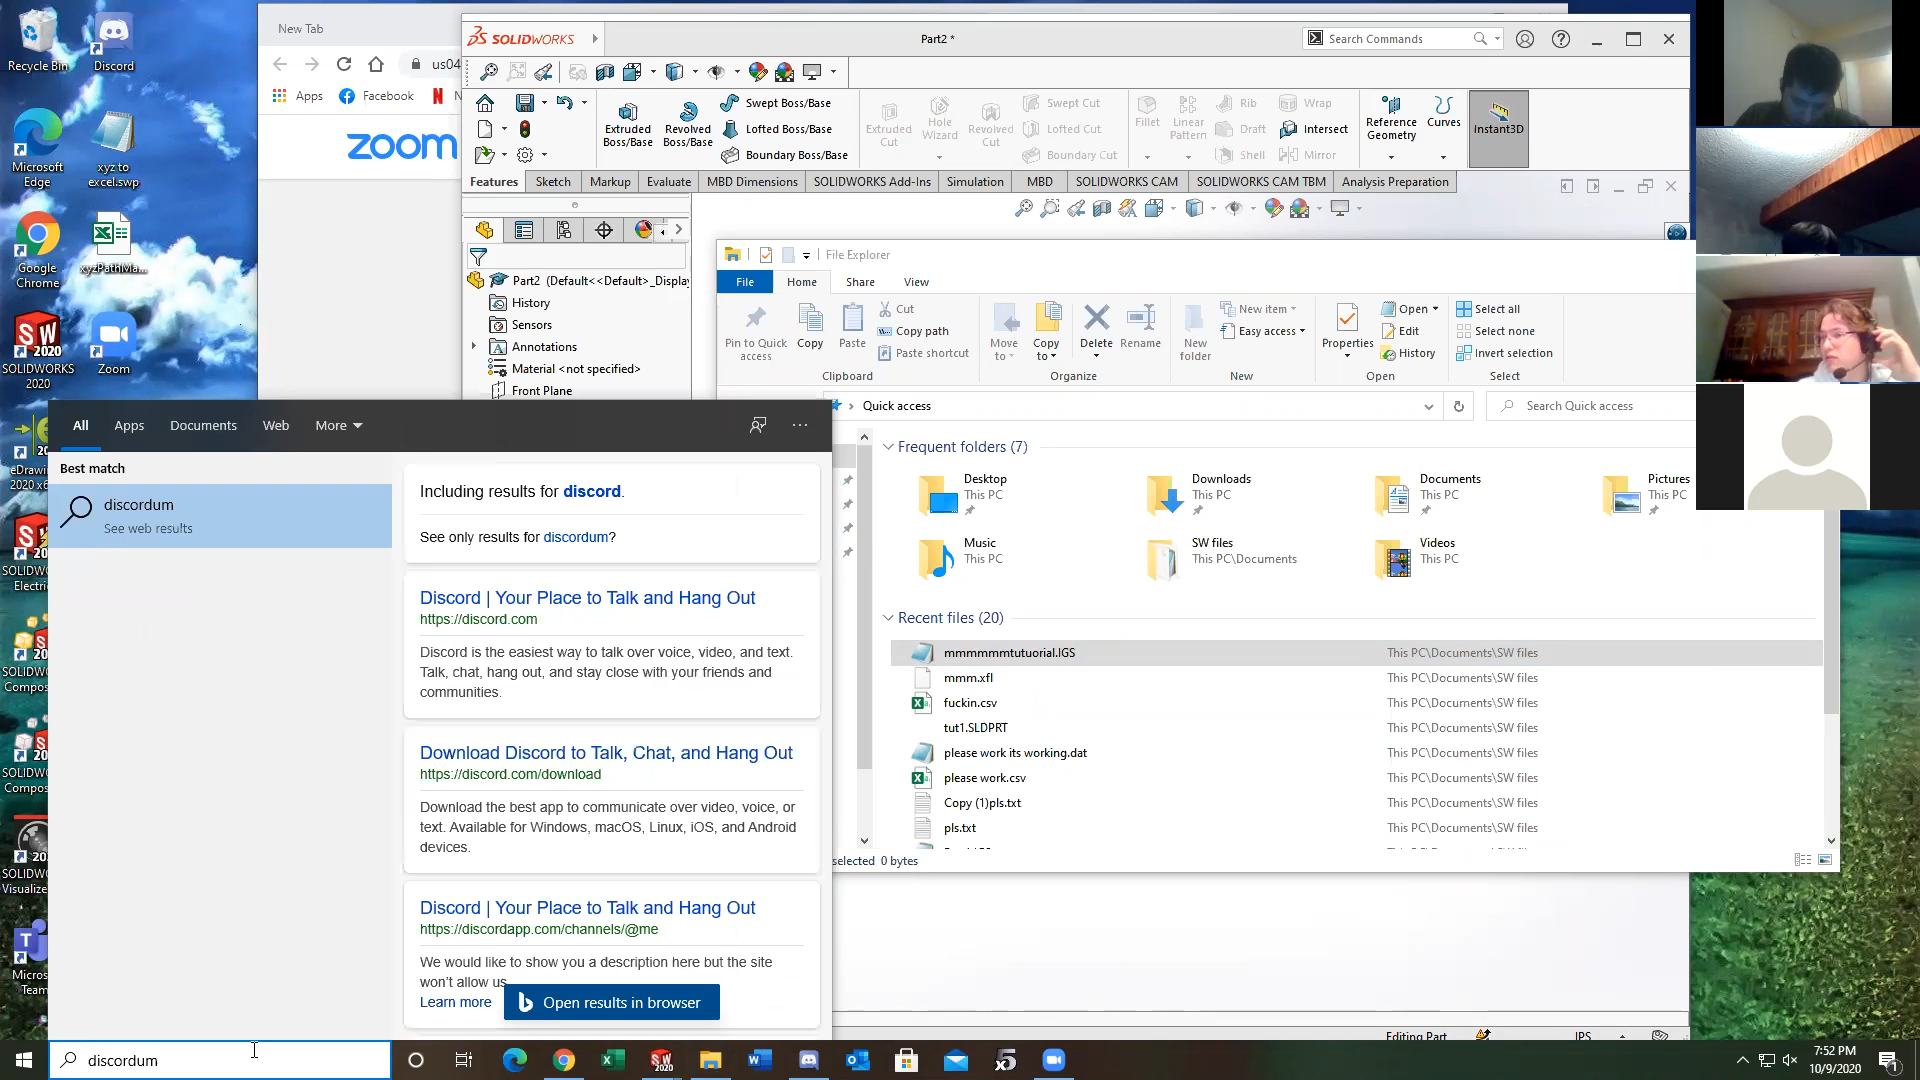 Recycle Bin
Discord
Microsoft Edge
xyz to excel.swp
Google Chrome
xyzPathMa...
SOLIDWORKS 2020
Zoom
eDrawin
2020 x6
SOLIDW
Electri
SOLIDW
Compos
SOLIDW
Compos
SOLIDW
Visualize
Micros
Team
New Tab
us04
Apps
Facebook
zoom
SOLIDWORKS
Part2 *
Search Commands
Extruded Boss/Base
Revolved Boss/Base
Swept Boss/Base
Lofted Boss/Base
Boundary Boss/Base
Extruded Cut
Hole Wizard
Revolved Cut
Swept Cut
Lofted Cut
Boundary Cut
Fillet
Linear Pattern
Rib
Draft
Shell
Wrap
Intersect
Mirror
Reference Geometry
Curves
Instant3D
Features
Sketch
Markup
Evaluate
MBD Dimensions
SOLIDWORKS Add-Ins
Simulation
MBD
SOLIDWORKS CAM
SOLIDWORKS CAM TBM
Analysis Preparation
Part2 (Default<<Default>_Display
History
Sensors
Annotations
Material <not specified>
Front Plane
File Explorer
File
Home
Share
View
Pin to Quick access
Copy
Paste
Cut
Copy path
Paste shortcut
Clipboard
Move to
Copy to
Delete
Rename
Organize
New folder
New item
Easy access
New
Properties
Open
Edit
History
Open
Select all
Select none
Invert selection
Select
Quick access
Search Quick access
Frequent folders (7)
Desktop
This PC
Downloads
This PC
Documents
This PC
Pictures
This PC
Music
This PC
SW files
This PC\Documents
Videos
This PC
Recent files (20)
mmmmmmtutuorial.IGS This PC\Documents\SW files
mmm.xfl This PC\Documents\SW files
fuckin.csv This PC\Documents\SW files
tut1.SLDPRT This PC\Documents\SW files
please work its working.dat This PC\Documents\SW files
please work.csv This PC\Documents\SW files
Copy (1)pls.txt This PC\Documents\SW files
pls.txt This PC\Documents\SW files
selected 0 bytes
All
Apps
Documents
Web
More
Best match
discordum
See web results
Including results for discord.
See only results for discordum?
Discord | Your Place to Talk and Hang Out
https://discord.com
Discord is the easiest way to talk over voice, video, and text.
Talk, chat, hang out, and stay close with your friends and
communities.
Download Discord to Talk, Chat, and Hang Out
https://discord.com/download
Download the best app to communicate over video, voice, or
text. Available for Windows, macOS, Linux, iOS, and Android
devices.
Discord | Your Place to Talk and Hang Out
https://discordapp.com/channels/@me
We would like to show you a description here but the site
won't allow us
Learn more
Open results in browser
Editing Part
IPS
discordum
7:52 PM
10/9/2020